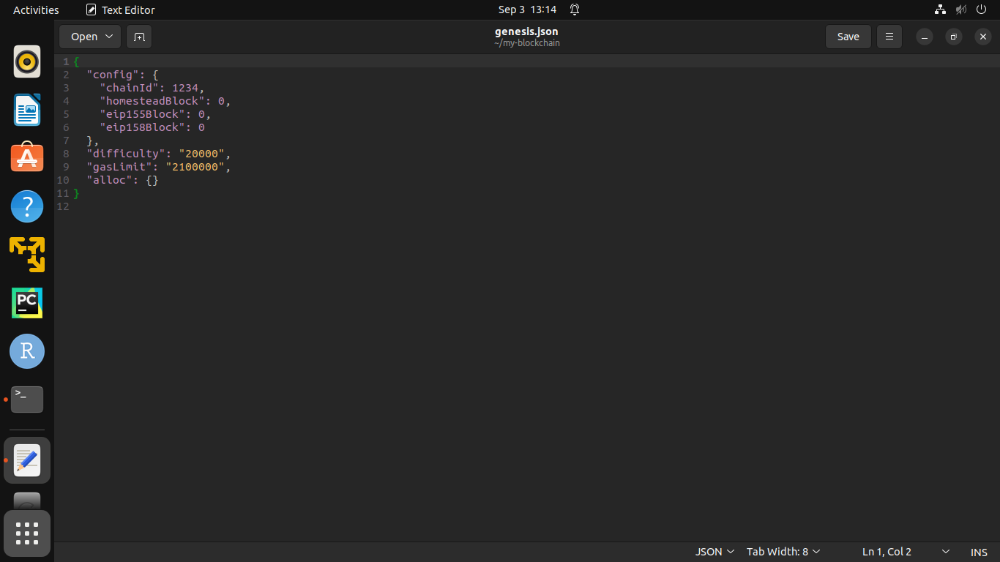 Activities
Text Editor
Sep 3 13:14
Open
genesis.json
~/my-blockchain
Save
1 {
2   "config": {
3     "chainId": 1234,
4     "homesteadBlock": 0,
5     "eip155Block": 0,
6     "eip158Block": 0
7   },
8   "difficulty": "20000",
9   "gasLimit": "2100000",
10   "alloc": {}
11 }
12
?
PC
R
>_
JSON
Tab Width: 8
Ln 1, Col 2
INS